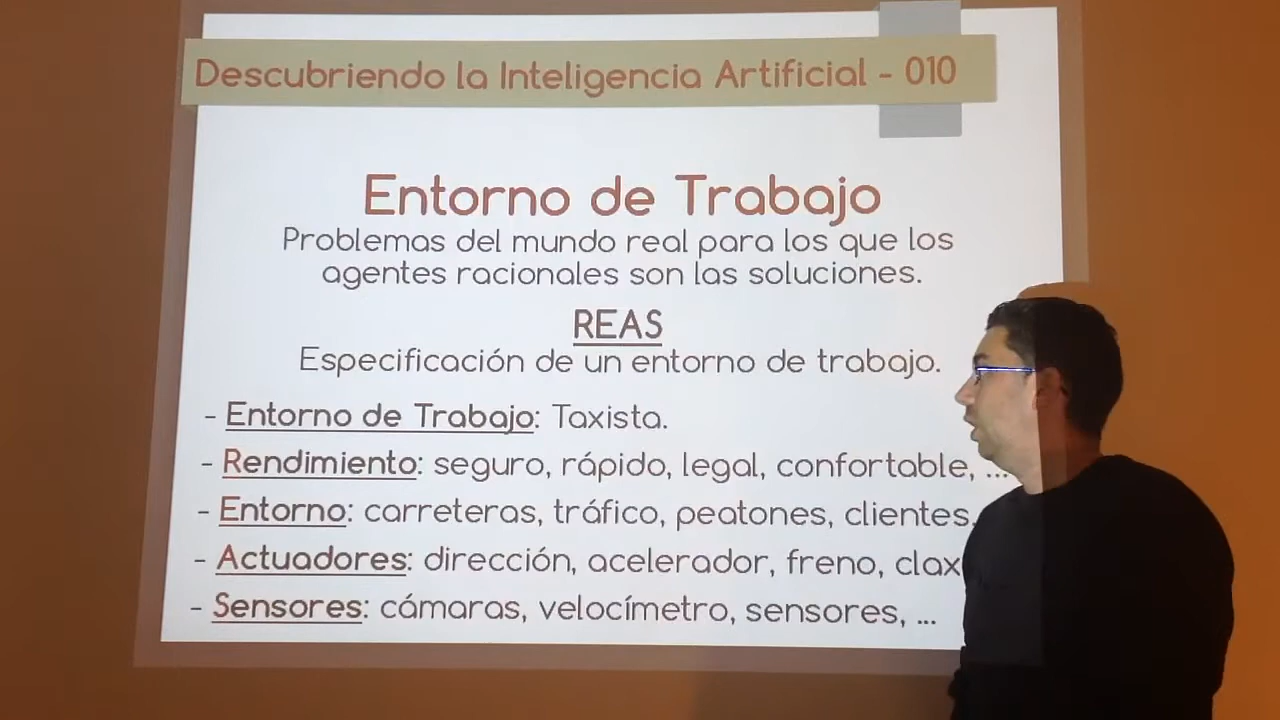 Descubriendo la Inteligencia Artificial - 010
Entorno de Trabajo
Problemas del mundo real para los que los
agentes racionales son las soluciones.
REAS
Especificación de un entorno de trabajo.
- Entorno de Trabajo: Taxista.
- Rendimiento: seguro, rápido, legal, confortable, ...
- Entorno: carreteras, tráfico, peatones, clientes,
- Actuadores: dirección, acelerador, freno,
- Sensores: cámaras, velocímetro, sensores, ...